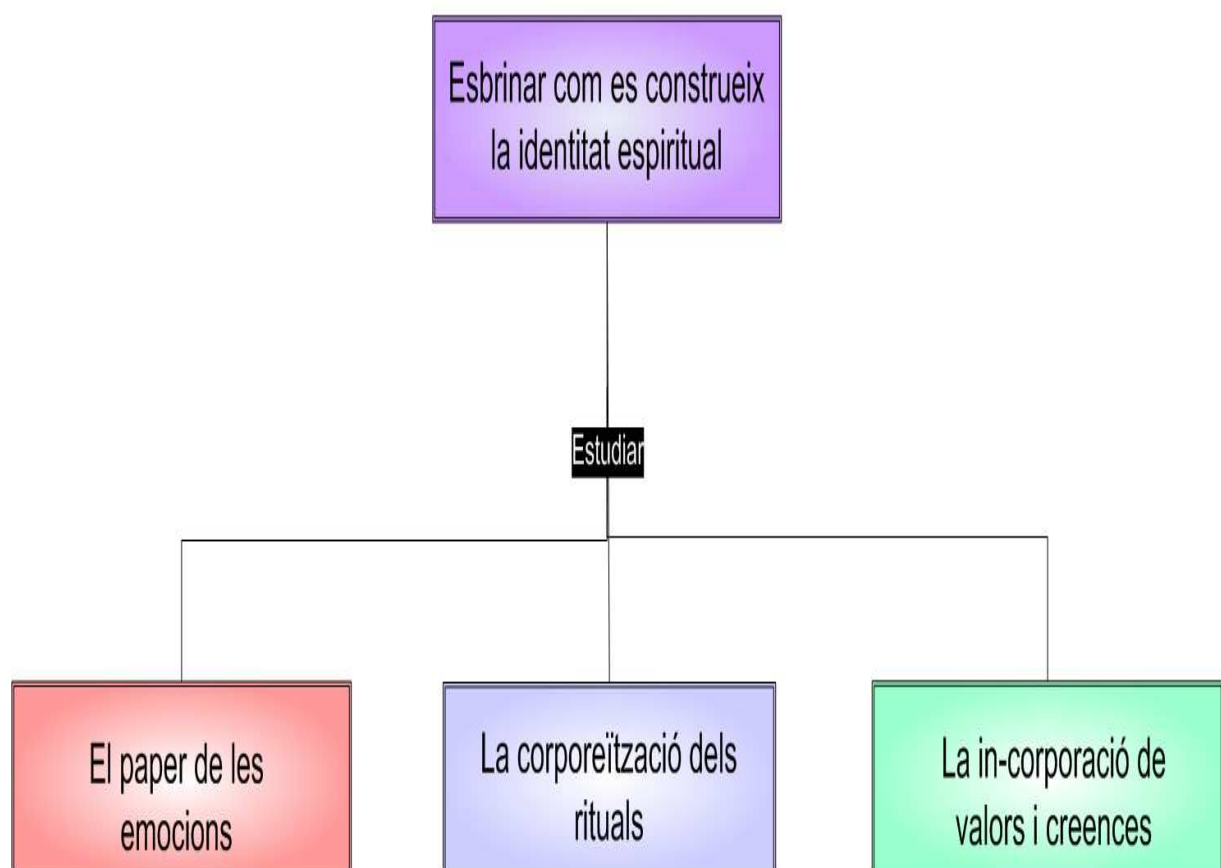 Esbrinar com es construeix
la identitat espiritual
Estudiar
El paper de les
emocions
La corporeïtzació dels
rituals
La in-corporació de
valors i creences